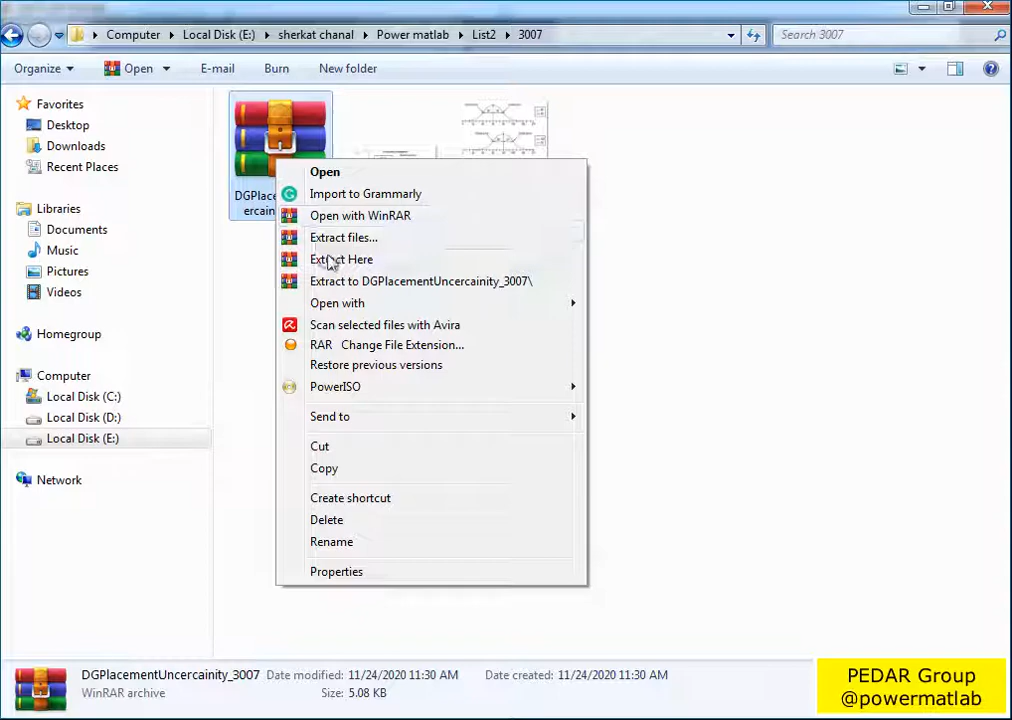 Computer
Local Disk (E:)
sherkat chanal
Power matlab
List2
3007
Search 3007
Organize
Open
E-mail
Burn
New folder
Favorites
Desktop
Downloads
Recent Places
Libraries
Documents
Music
Pictures
Videos
Homegroup
Computer
Local Disk (C:)
Local Disk (D:)
Local Disk (E:)
Network
DGPlace
ercain
Open
Import to Grammarly
Open with WinRAR
Extract files...
Extract Here
Extract to DGPlacementUncercainity_3007\
Open with
Scan selected files with Avira
RAR Change File Extension...
Restore previous versions
PowerISO
Send to
Cut
Copy
Create shortcut
Delete
Rename
Properties
DGPlacementUncercainity_3007 Date modified: 11/24/2020 11:30 AM Date created: 11/24/2020 11:30 AM
WinRAR archive Size: 5.08 KB
PEDAR Group
@powermatlab